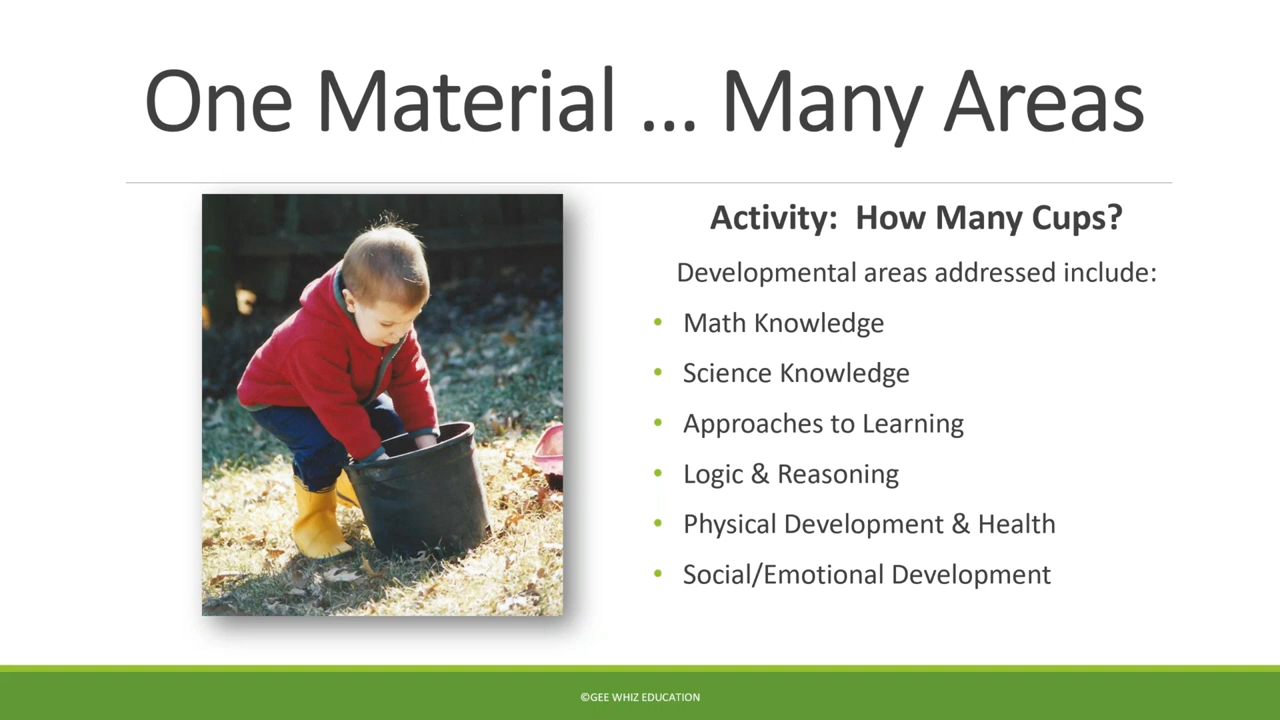 One Material ... Many Areas
Activity:  How Many Cups?
Developmental areas addressed include:
• Math Knowledge
• Science Knowledge
• Approaches to Learning
• Logic & Reasoning
• Physical Development & Health
• Social/Emotional Development
©GEE WHIZ EDUCATION